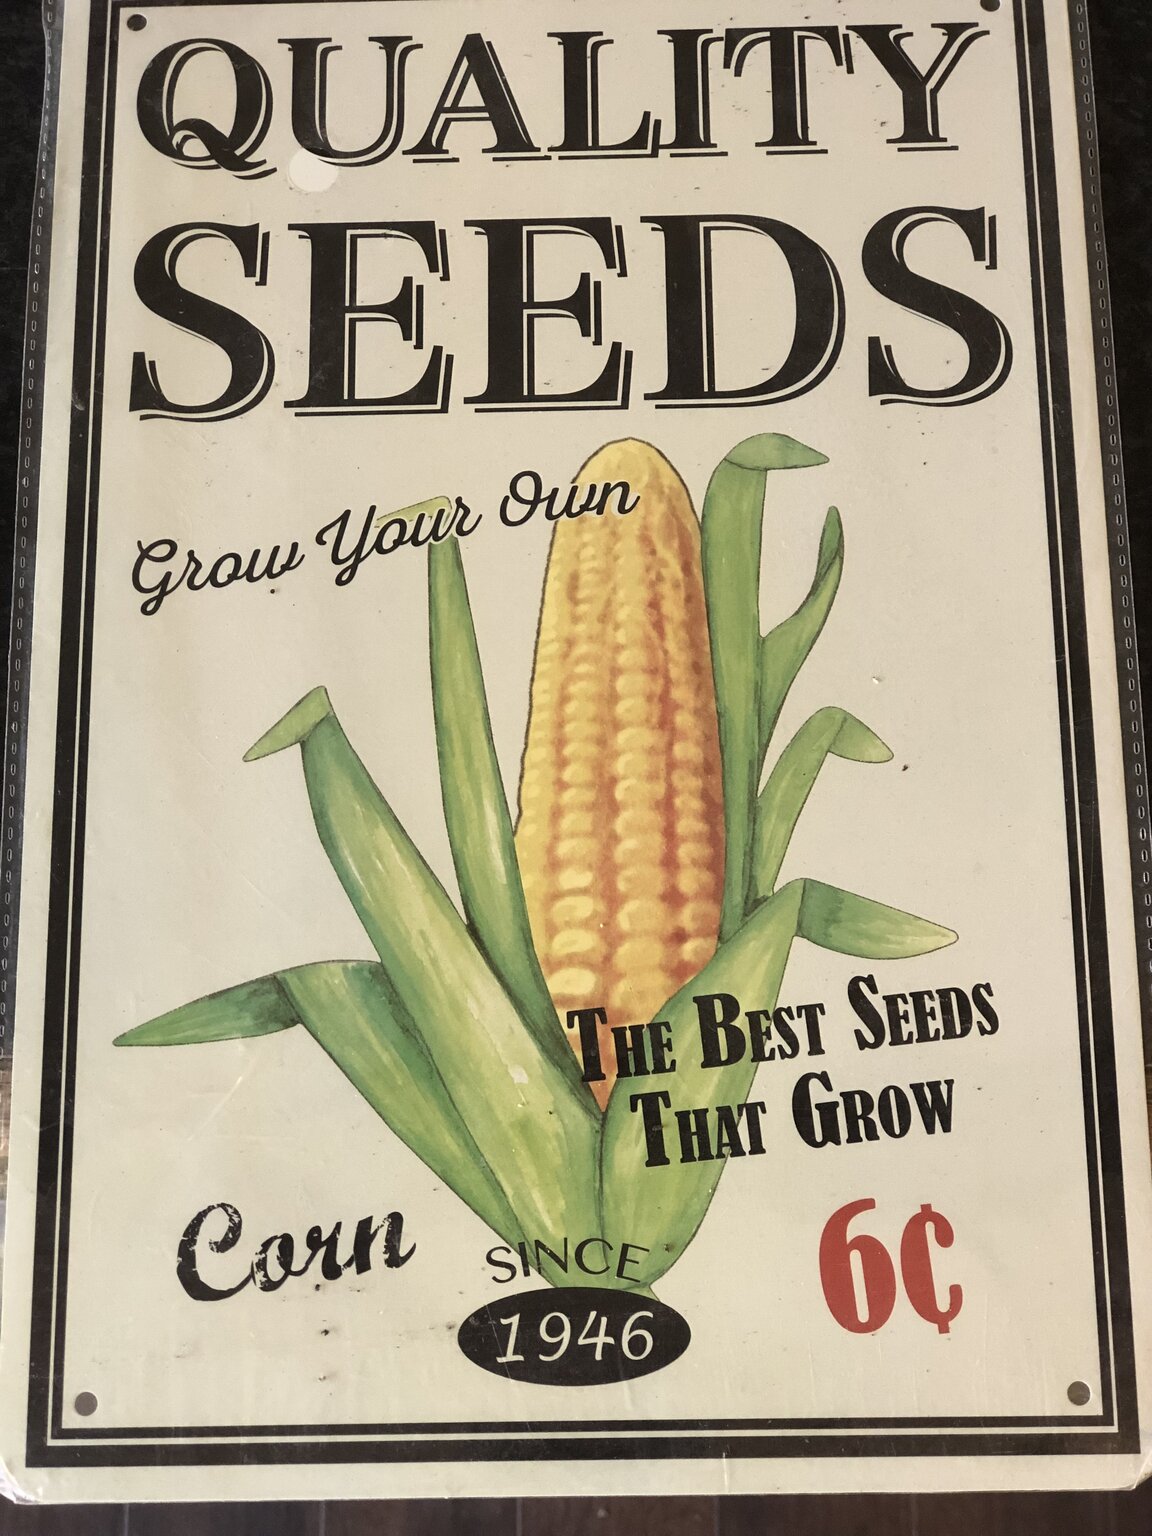 QUALITY
SEEDS
Grow Your Own
THE BEST SEEDS
THAT GROW
Corn
SINCE
1946
6¢